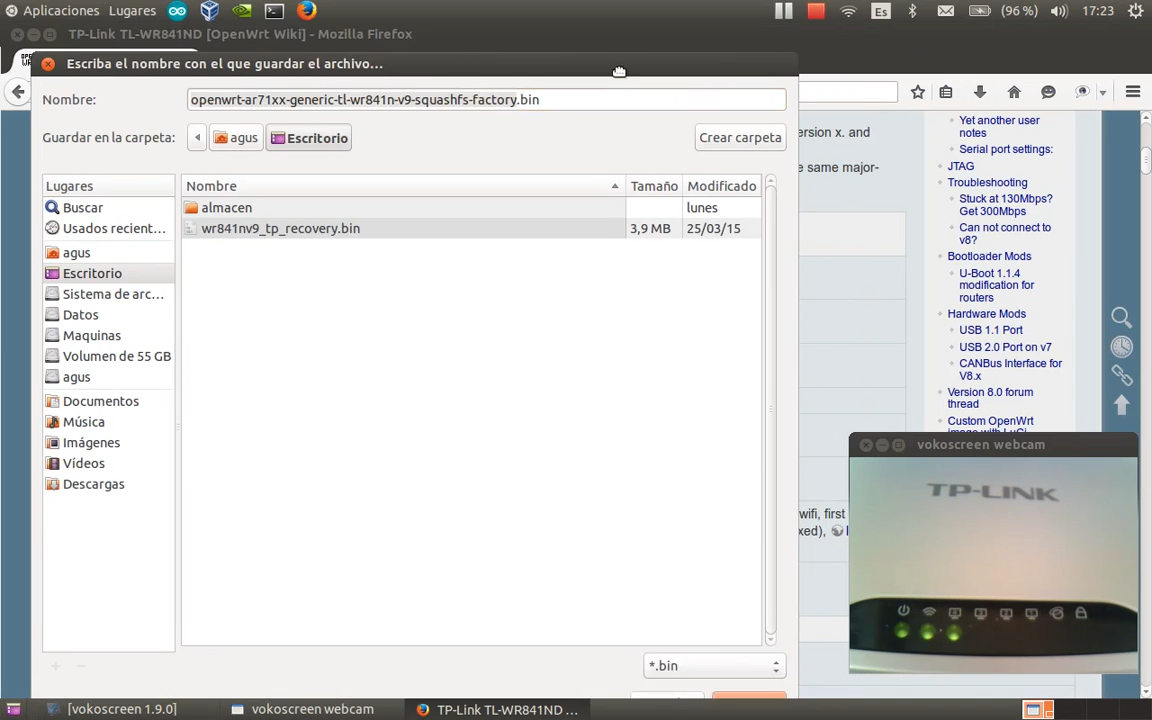 Aplicaciones Lugares Es (96 %) 17:23
TP-Link TL-WR841ND [OpenWrt Wiki] - Mozilla Firefox
Escriba el nombre con el que guardar el archivo...
Nombre: openwrt-ar71xx-generic-tl-wr841n-v9-squashfs-factory.bin
Guardar en la carpeta: agus Escritorio Crear carpeta
Lugares
Buscar
Usados recient...
agus
Escritorio
Sistema de arc...
Datos
Maquinas
Volumen de 55 GB
agus
Documentos
Música
Imágenes
Vídeos
Descargas
Nombre Tamaño Modificado
almacen lunes
wr841nv9_tp_recovery.bin 3,9 MB 25/03/15
*.bin
ersion x. and
e same major-
wifi, first
xed),
Yet another user
notes
Serial port settings:
JTAG
Troubleshooting
Stuck at 130Mbps?
Get 300Mbps
Can not connect to
v8?
Bootloader Mods
U-Boot 1.1.4
modification for
routers
Hardware Mods
USB 1.1 Port
USB 2.0 Port on v7
CANBus Interface for
V8.x
Version 8.0 forum
thread
Custom OpenWrt
image with LuCi
vokoscreen webcam
TP-LINK
[vokoscreen 1.9.0] vokoscreen webcam TP-Link TL-WR841ND ...